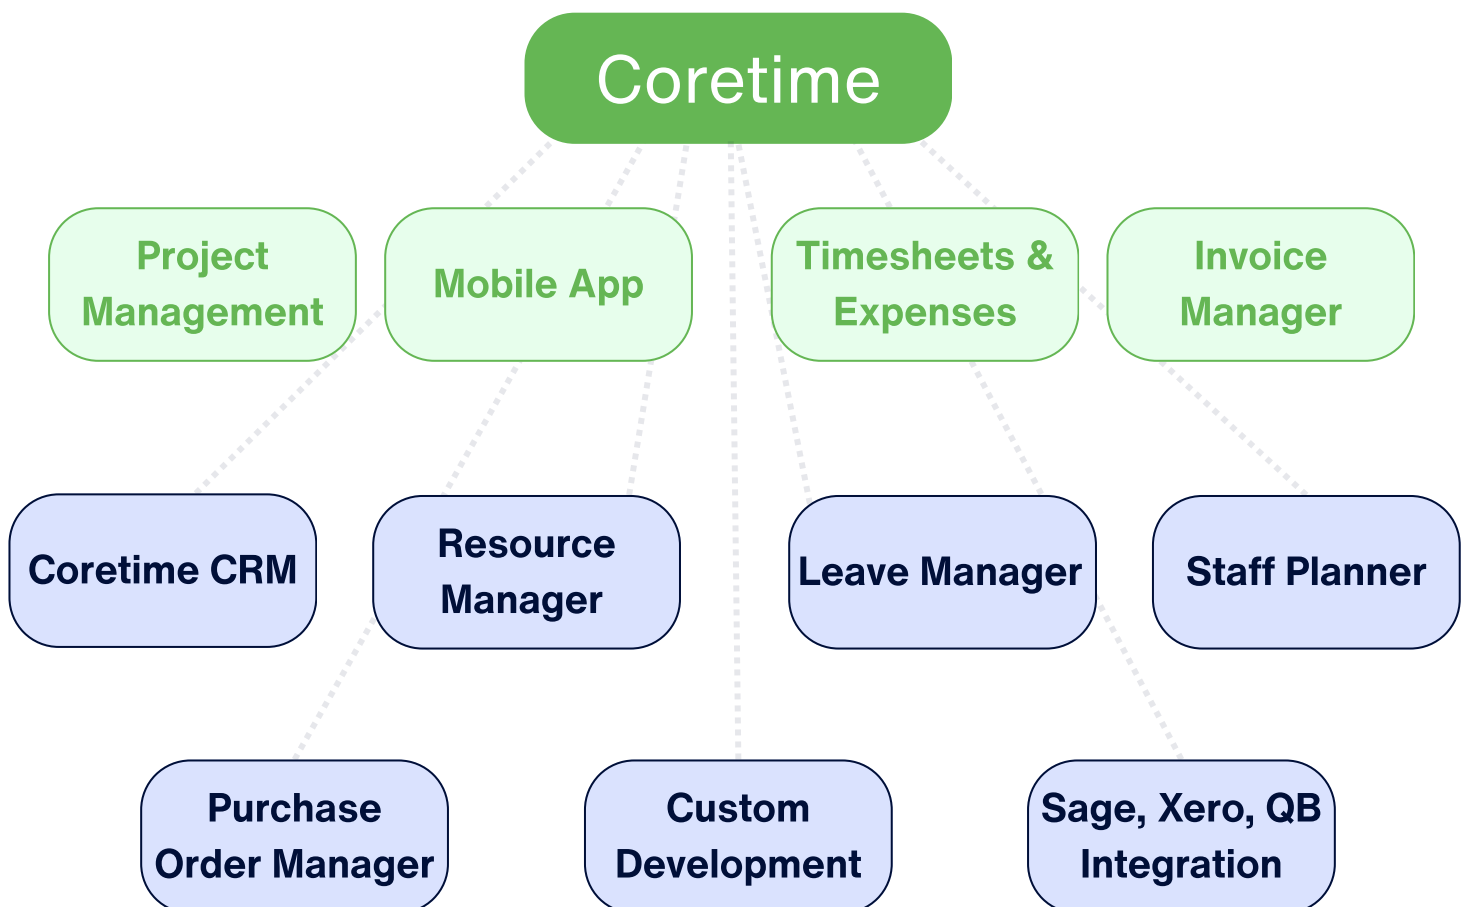 Coretime
Project
Management
Mobile App
Timesheets &
Expenses
Invoice
Manager
Coretime CRM
Resource
Manager
Leave Manager
Staff Planner
Purchase
Order Manager
Custom
Development
Sage, Xero, QB
Integration